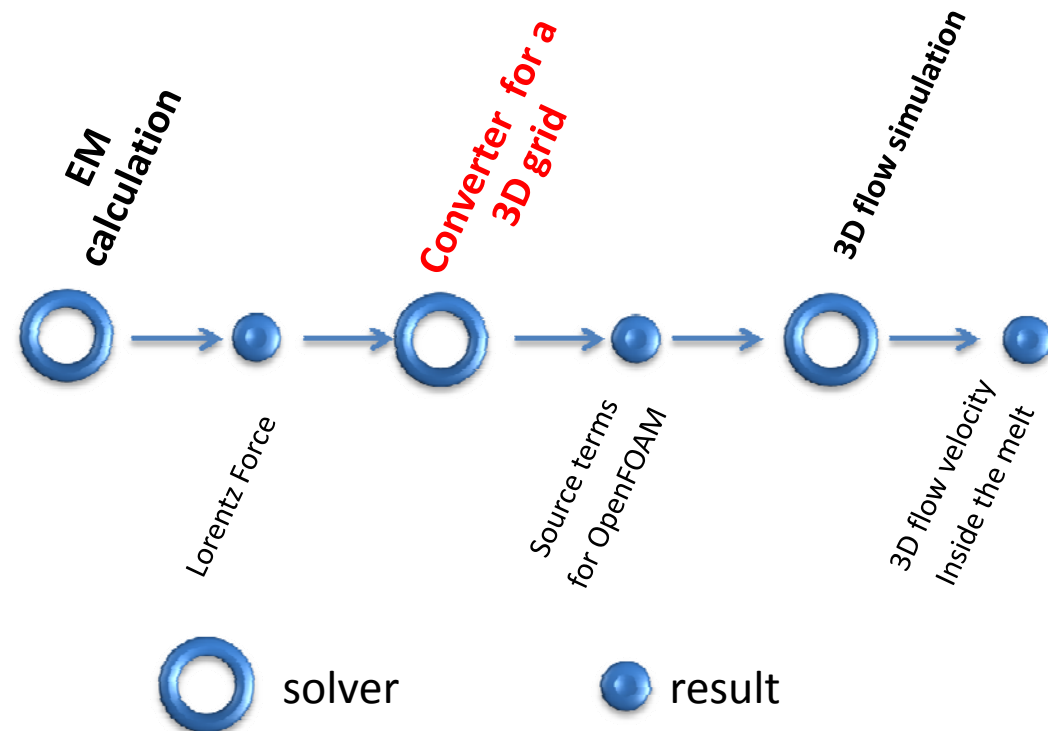 EM
calculation
Converter for a
3D grid
3D flow simulation
Lorentz Force
Source terms
for OpenFOAM
3D flow velocity
Inside the melt
solver
result